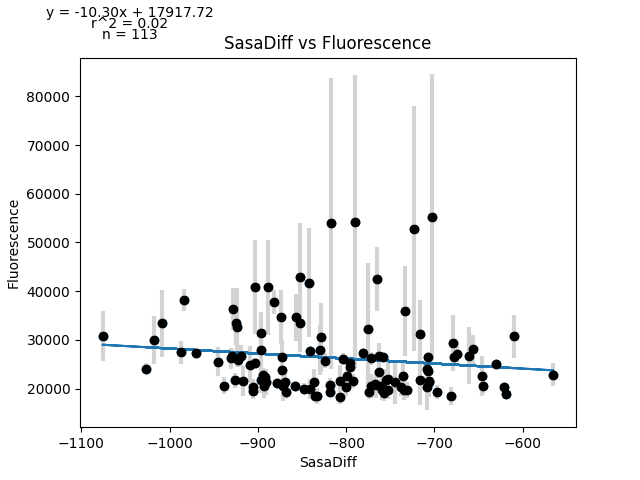 y = -10.30x + 17917.72
r^2 = 0.02
n = 113
SasaDiff vs Fluorescence
80000
70000
60000
50000
40000
30000
20000
Fluorescence
−1100 −1000 −900 −800 −700 −600
SasaDiff